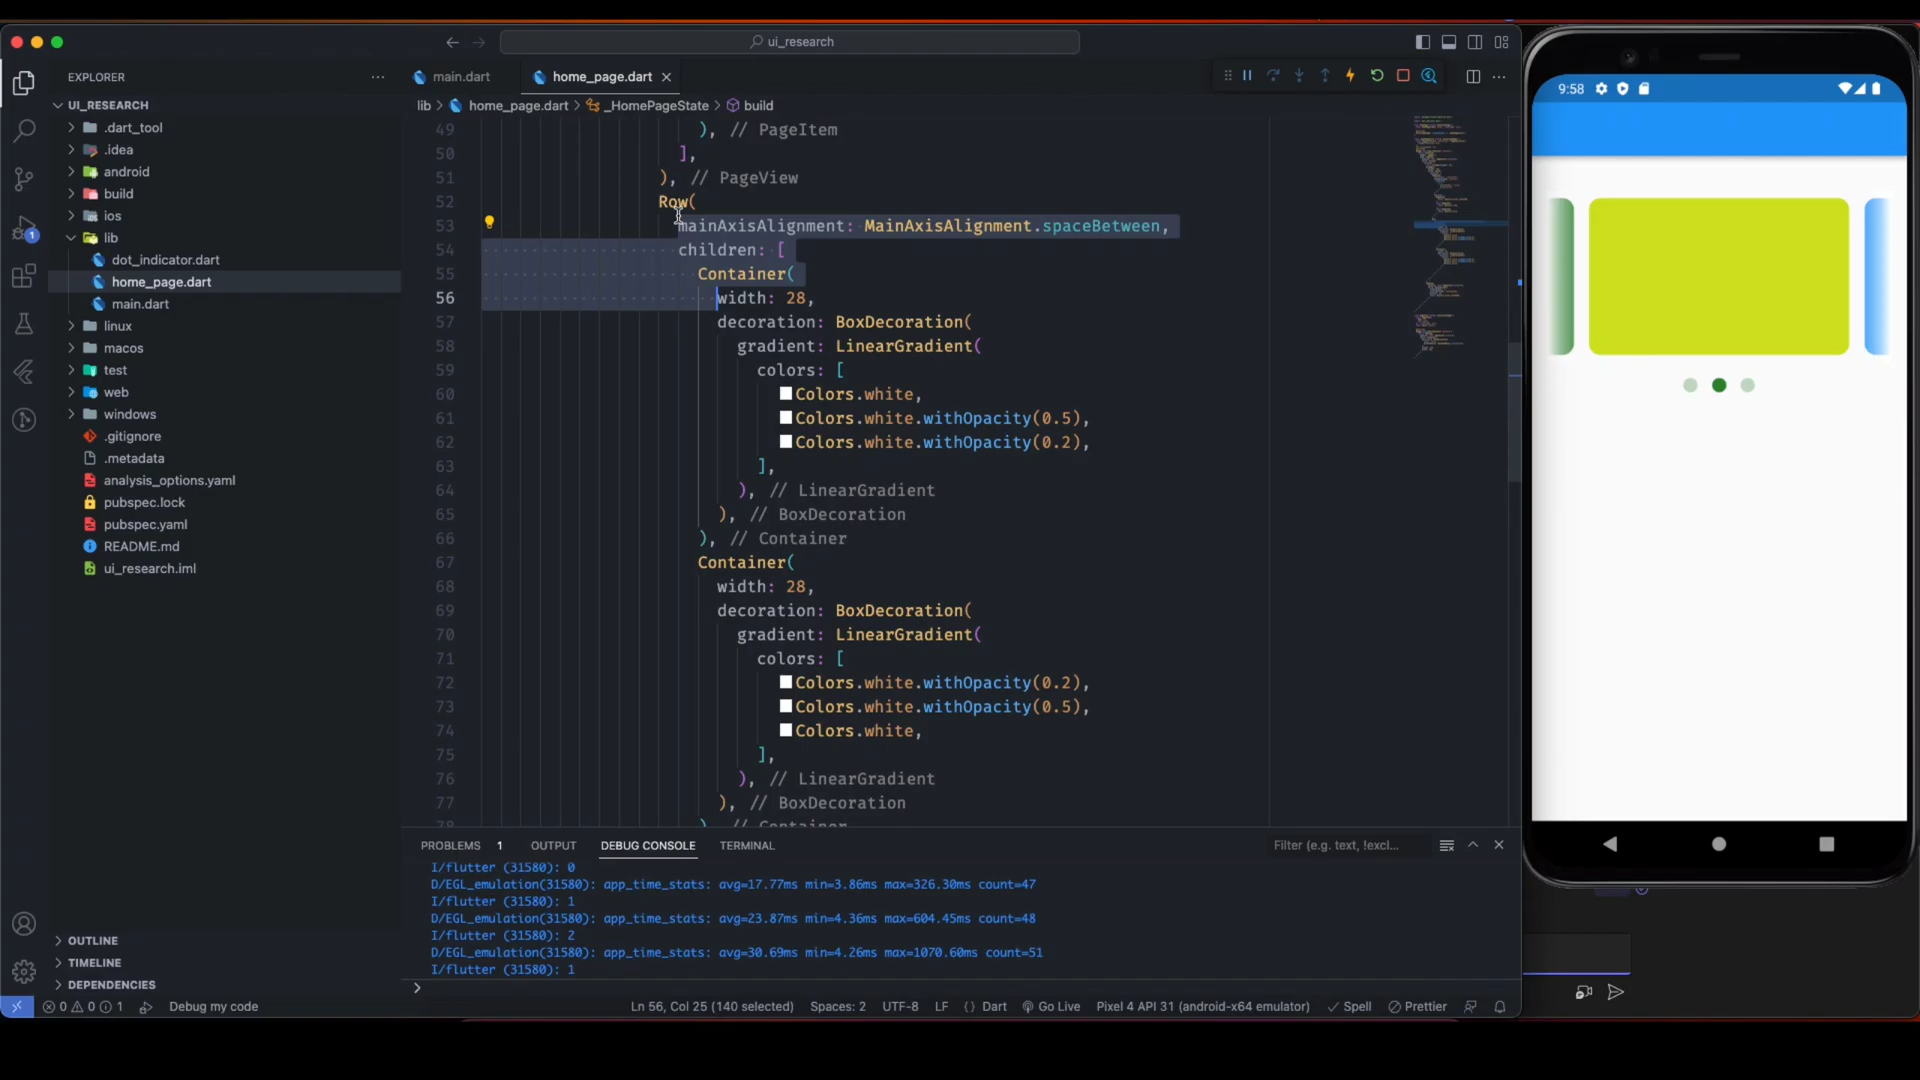 ui_research
EXPLORER
main.dart
home_page.dart
UI_RESEARCH
lib > home_page.dart > _HomePageState > build
.dart_tool
.idea
android
build
ios
lib
dot_indicator.dart
home_page.dart
main.dart
linux
macos
test
web
windows
.gitignore
.metadata
analysis_options.yaml
pubspec.lock
pubspec.yaml
README.md
ui_research.iml
OUTLINE
TIMELINE
DEPENDENCIES
1
49 ), // PageItem
50 ],
51 ), // PageView
52 Row(
53 mainAxisAlignment: MainAxisAlignment.spaceBetween,
54 children: [
55 Container(
56 width: 28,
57 decoration: BoxDecoration(
58 gradient: LinearGradient(
59 colors: [
60 Colors.white,
61 Colors.white.withOpacity(0.5),
62 Colors.white.withOpacity(0.2),
63 ],
64 ), // LinearGradient
65 ), // BoxDecoration
66 ), // Container
67 Container(
68 width: 28,
69 decoration: BoxDecoration(
70 gradient: LinearGradient(
71 colors: [
72 Colors.white.withOpacity(0.2),
73 Colors.white.withOpacity(0.5),
74 Colors.white,
75 ],
76 ), // LinearGradient
77 ), // BoxDecoration
78 ), // Container
PROBLEMS 1 OUTPUT DEBUG CONSOLE TERMINAL Filter (e.g. text, !excl...
I/flutter (31580): 0
D/EGL_emulation(31580): app_time_stats: avg=17.77ms min=3.86ms max=326.30ms count=47
I/flutter (31580): 1
D/EGL_emulation(31580): app_time_stats: avg=23.87ms min=4.36ms max=604.45ms count=48
I/flutter (31580): 2
D/EGL_emulation(31580): app_time_stats: avg=30.69ms min=4.26ms max=1070.60ms count=51
I/flutter (31580): 1
>
0 0 1 Debug my code Ln 56, Col 25 (140 selected) Spaces: 2 UTF-8 LF {} Dart Go Live Pixel 4 API 31 (android-x64 emulator) Spell Prettier
9:58